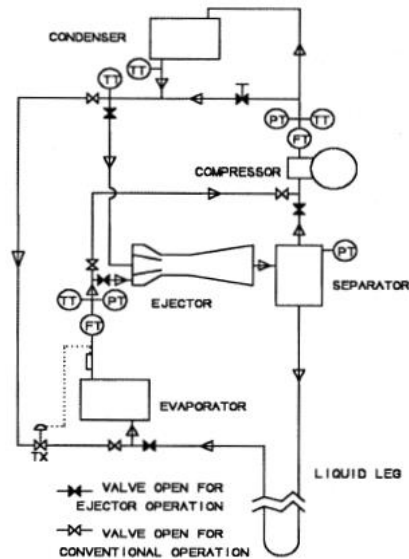 CONDENSER
TT
TT
PT
TT
FT
COMPRESSOR
PT
EJECTOR
SEPARATOR
TT
PT
FT
EVAPORATOR
TX
LIQUID LEG
VALVE OPEN FOR
EJECTOR OPERATION
VALVE OPEN FOR
CONVENTIONAL OPERATION